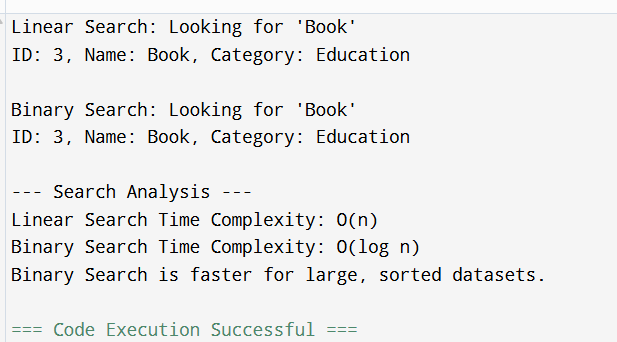 Linear Search: Looking for 'Book'
ID: 3, Name: Book, Category: Education
Binary Search: Looking for 'Book'
ID: 3, Name: Book, Category: Education
--- Search Analysis ---
Linear Search Time Complexity: O(n)
Binary Search Time Complexity: O(log n)
Binary Search is faster for large, sorted datasets.
=== Code Execution Successful ===